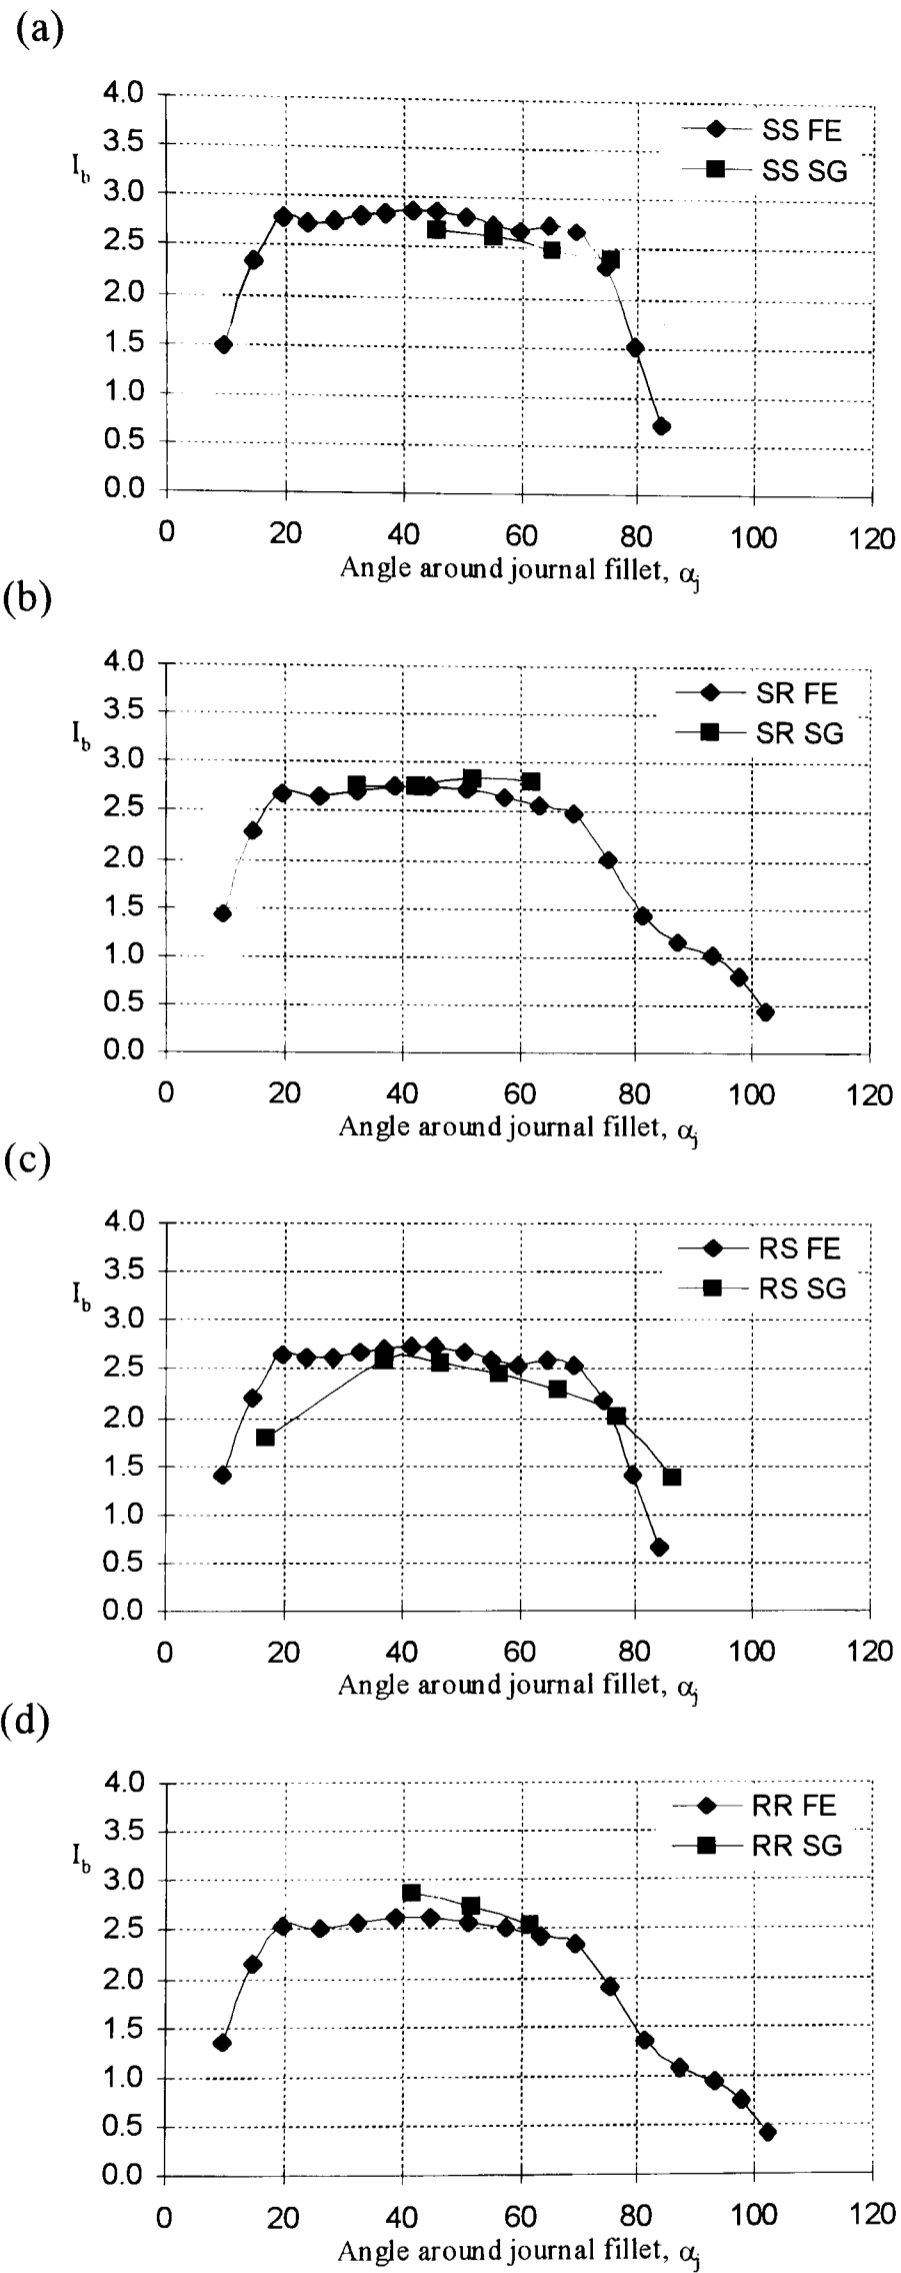 (a)
4.0
3.5
I_b
3.0
2.5
2.0
1.5
1.0
0.5
0.0
SS FE
SS SG
0 20 40 60 80 100 120
Angle around journal fillet, α_j
(b)
4.0
3.5
I_b
3.0
2.5
2.0
1.5
1.0
0.5
0.0
SR FE
SR SG
0 20 40 60 80 100 120
Angle around journal fillet, α_j
(c)
4.0
3.5
I_b
3.0
2.5
2.0
1.5
1.0
0.5
0.0
RS FE
RS SG
0 20 40 60 80 100 120
Angle around journal fillet, α_j
(d)
4.0
3.5
I_b
3.0
2.5
2.0
1.5
1.0
0.5
0.0
RR FE
RR SG
0 20 40 60 80 100 120
Angle around journal fillet, α_j